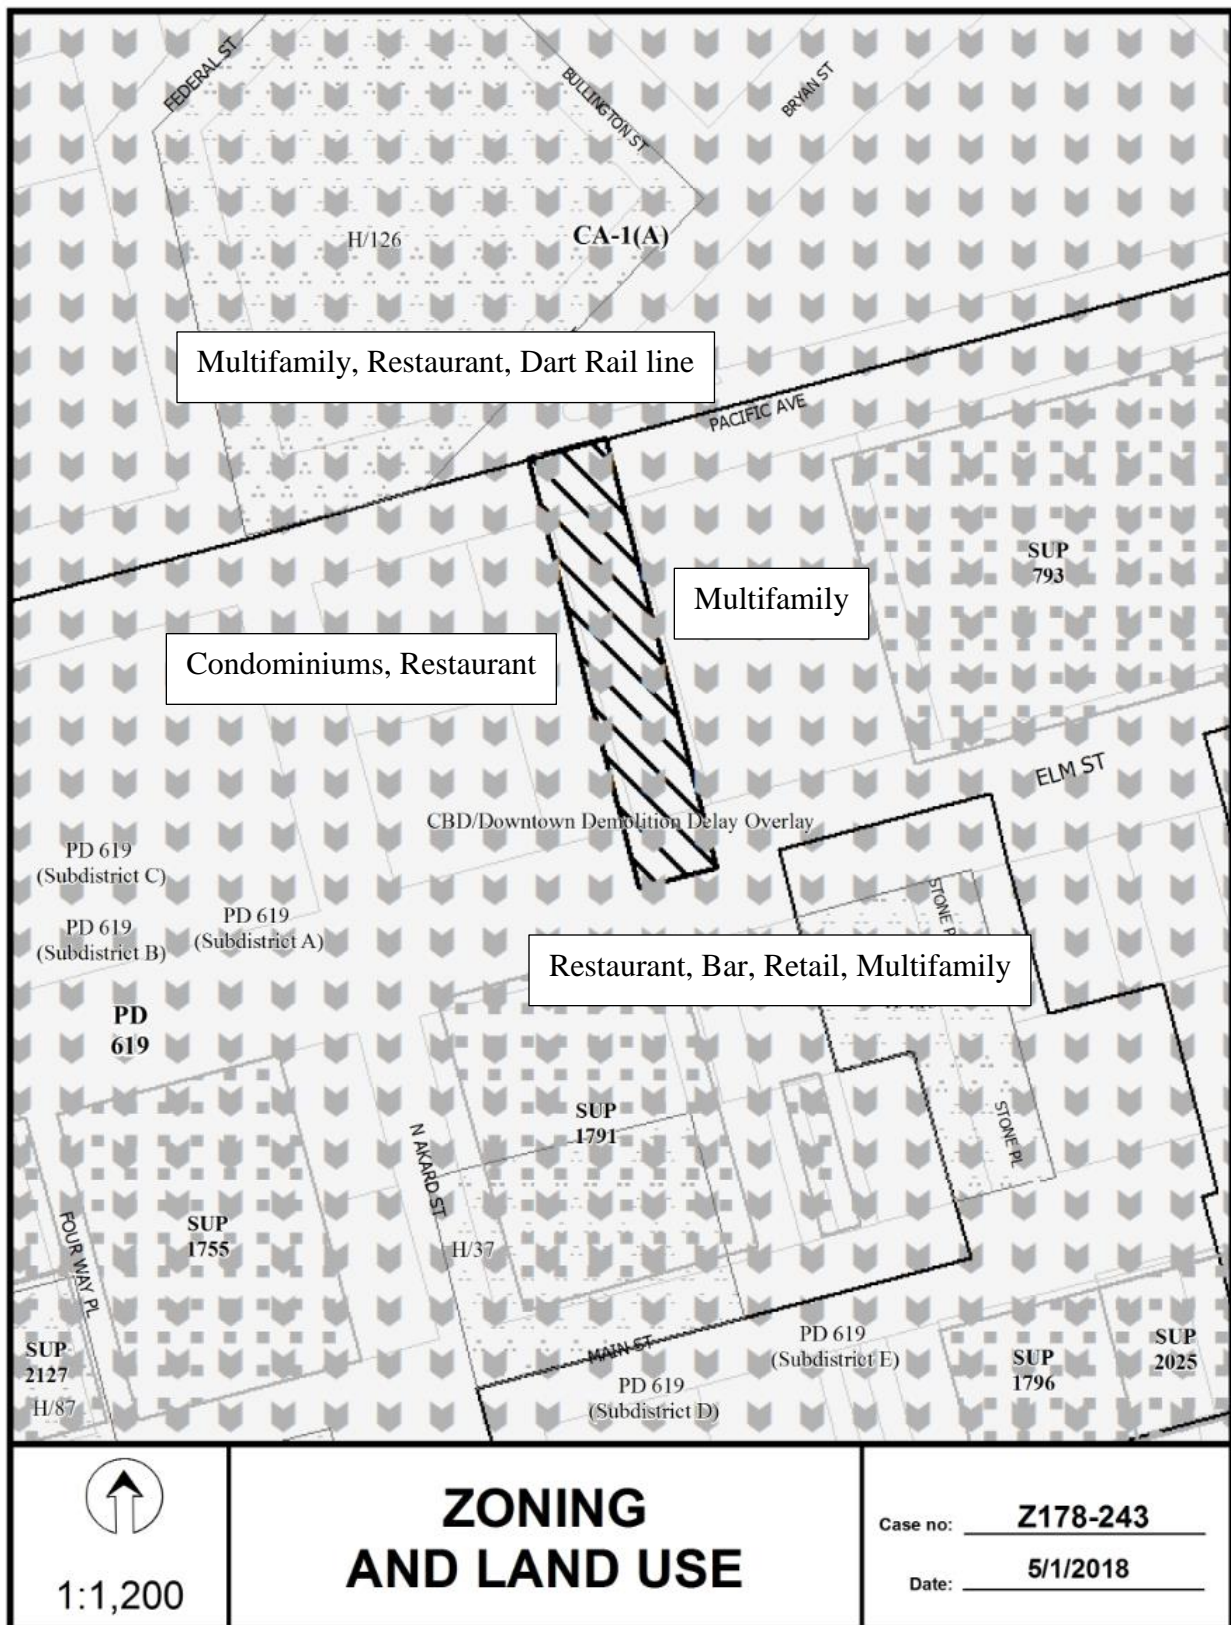 FEDERAL ST
BULLINGTON ST
BRYAN ST
H/126
CA-1(A)
Multifamily, Restaurant, Dart Rail line
PACIFIC AVE
SUP
793
Multifamily
Condominiums, Restaurant
ELM ST
CBD/Downtown Demolition Delay Overlay
PD 619
(Subdistrict C)
PD 619
(Subdistrict B)
PD 619
(Subdistrict A)
STONE
Restaurant, Bar, Retail, Multifamily
PD
619
SUP
1791
STONE PL
N AKARD ST
FOUR WAY PL
SUP
1755
H/37
MAIN ST
PD 619
(Subdistrict E)
PD 619
(Subdistrict D)
SUP
2127
H/87
SUP
1796
SUP
2025
1:1,200
ZONING
AND LAND USE
Case no: Z178-243
Date: 5/1/2018